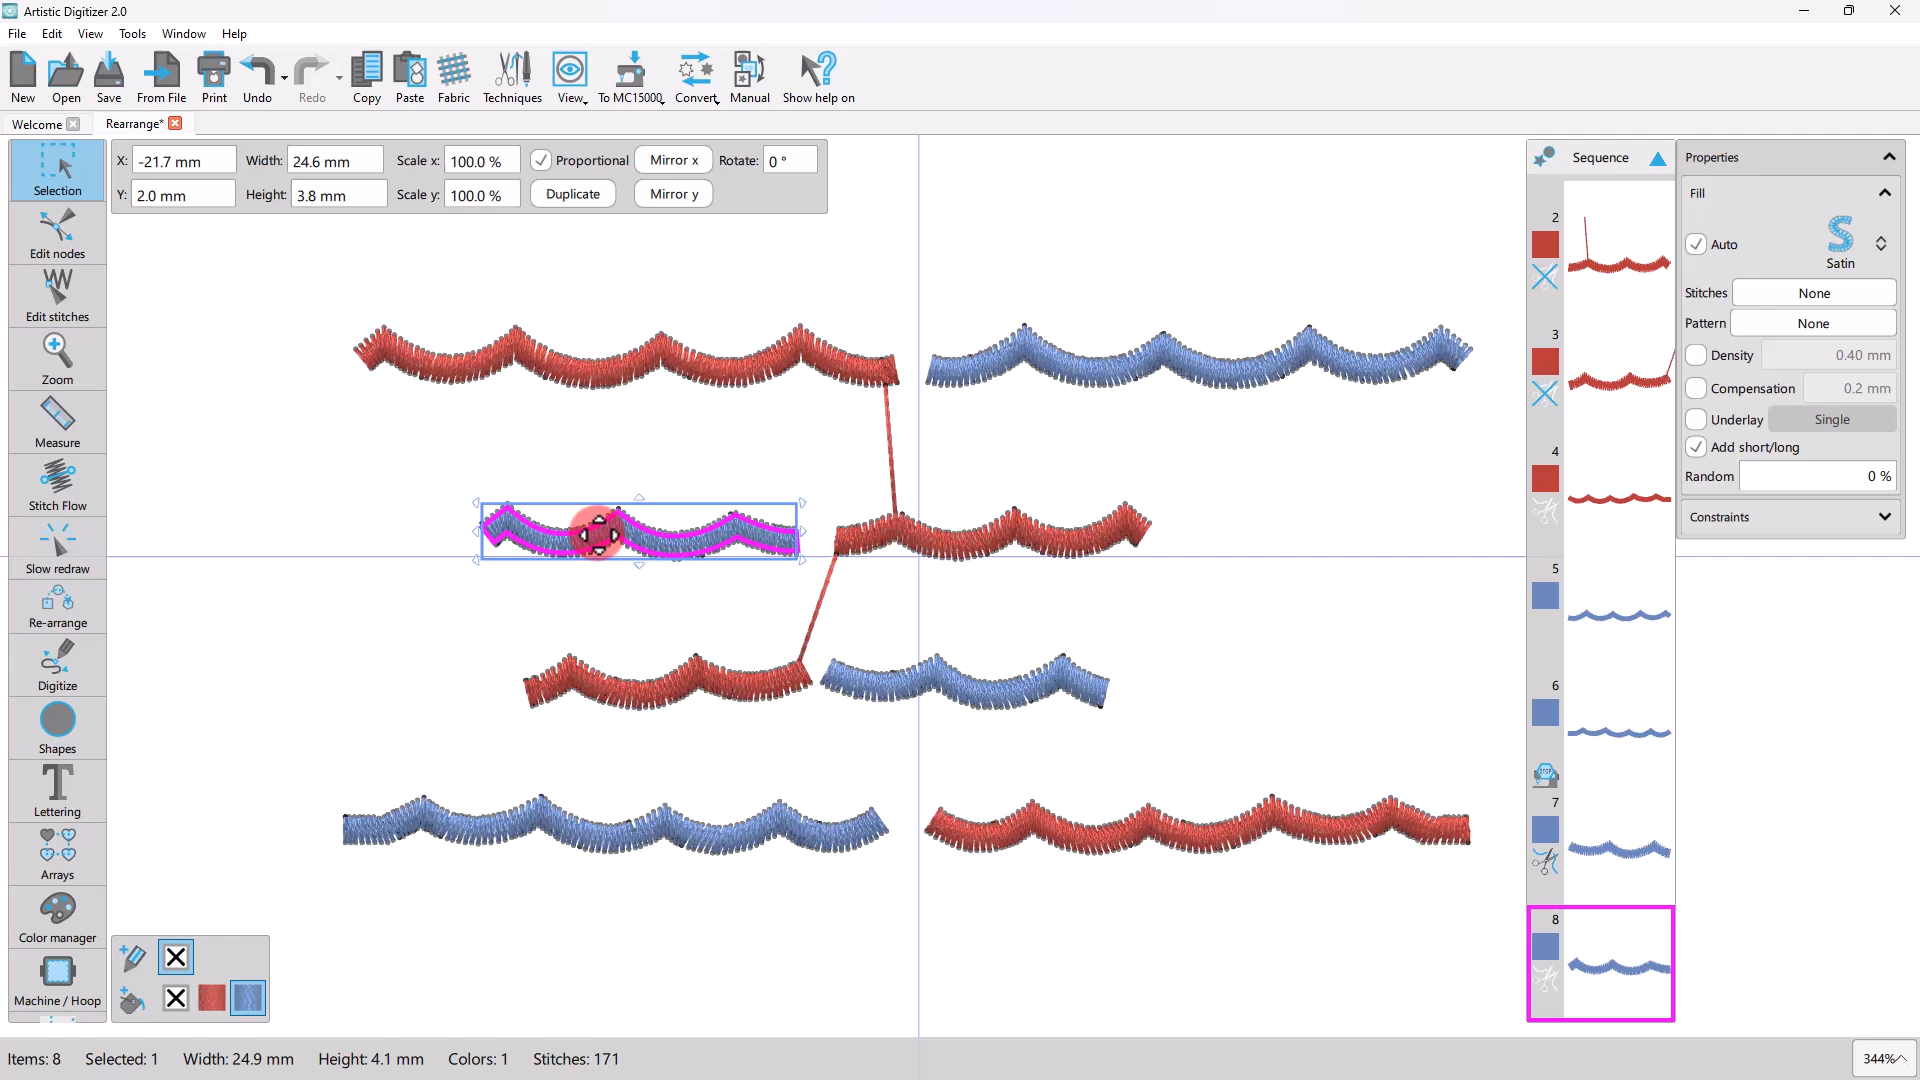 Artistic Digitizer 2.0
File Edit View Tools Window Help
New Open Save From File Print Undo Redo Copy Paste Fabric Techniques View To MC15000 Convert Manual Show help on
Welcome Rearrange*
X: -21.7 mm Width: 24.6 mm Scale x: 100.0 % Proportional Mirror x Rotate: 0 °
Y: 2.0 mm Height: 3.8 mm Scale y: 100.0 % Duplicate Mirror y
Selection
Edit nodes
Edit stitches
Zoom
Measure
Stitch Flow
Slow redraw
Re-arrange
Digitize
Shapes
Lettering
Arrays
Color manager
Machine / Hoop
Sequence
2
3
4
5
6
STOP
7
8
Properties
Fill
Auto
Satin
Stitches None
Pattern None
Density 0.40 mm
Compensation 0.2 mm
Underlay Single
Add short/long
Random 0 %
Constraints
Items: 8 Selected: 1 Width: 24.9 mm Height: 4.1 mm Colors: 1 Stitches: 171
344%